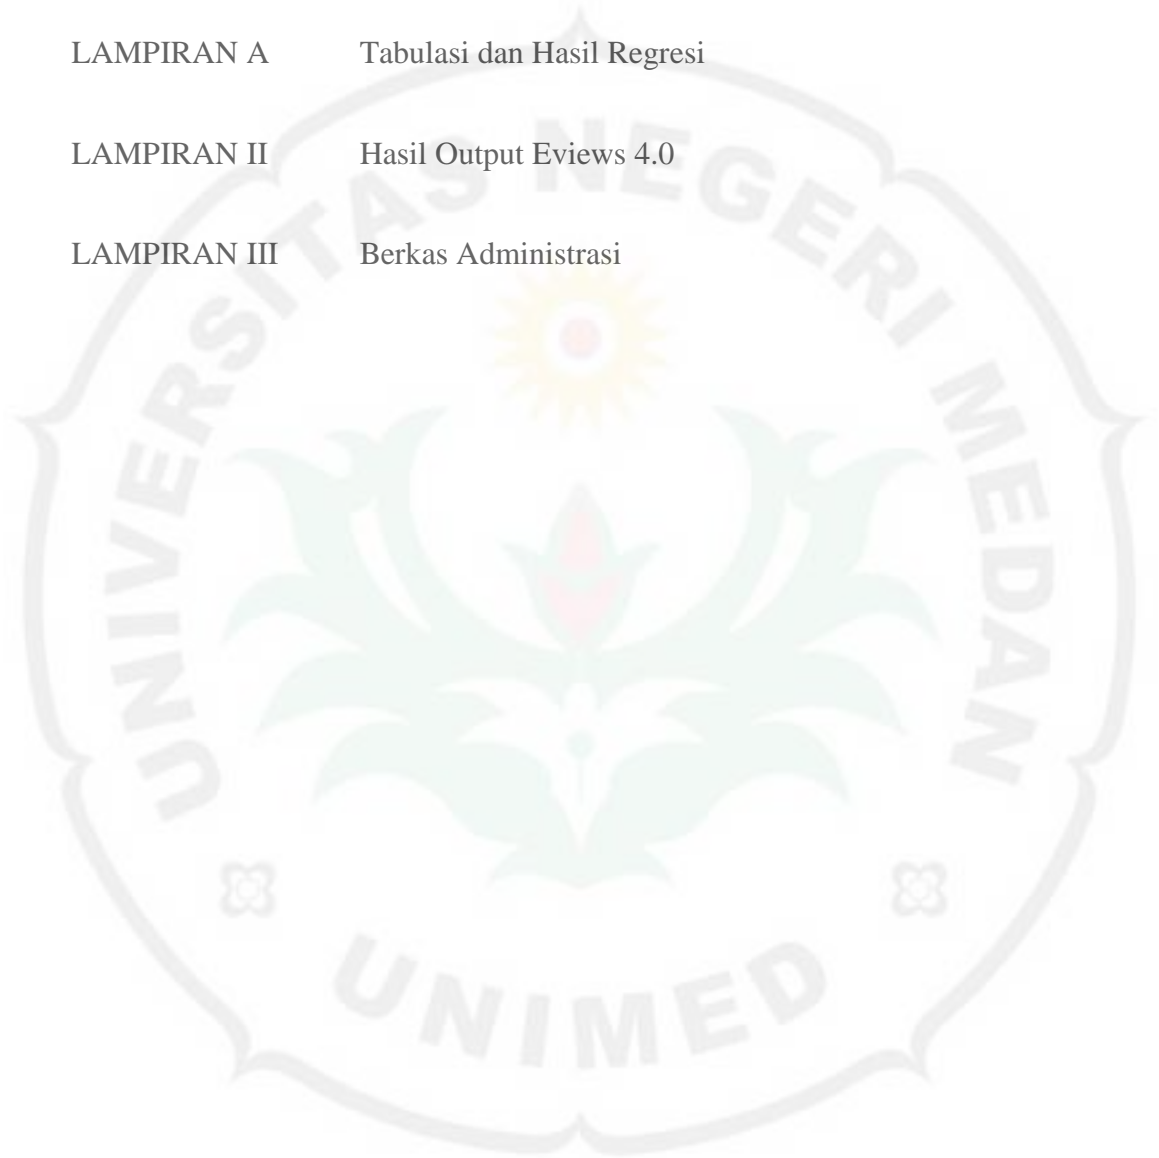 LAMPIRAN A Tabulasi dan Hasil Regresi
LAMPIRAN II Hasil Output Eviews 4.0
LAMPIRAN III Berkas Administrasi
UNIVERSITAS NEGERI MEDAN
UNIMED